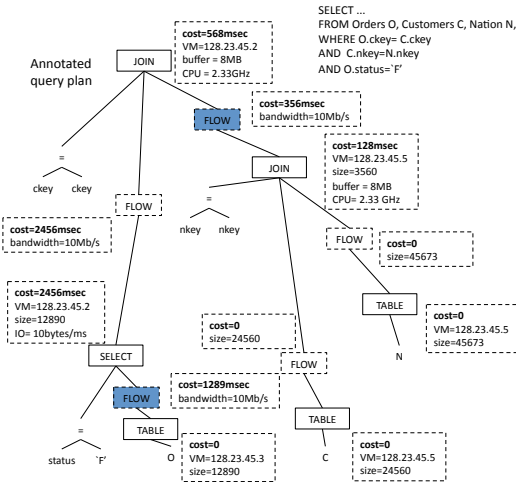 SELECT ...
FROM Orders O, Customers C, Nation N,
WHERE O.ckey= C.ckey
AND C.nkey=N.nkey
AND O.status=`F'
Annotated
query plan
cost=568msec
VM=128.23.45.2
buffer = 8MB
CPU = 2.33GHz
JOIN
cost=356msec
bandwidth=10Mb/s
FLOW
cost=128msec
VM=128.23.45.5
size=3560
buffer = 8MB
CPU= 2.33 GHz
JOIN
=
ckey ckey
FLOW
=
nkey nkey
cost=2456msec
bandwidth=10Mb/s
FLOW
cost=0
size=45673
cost=2456msec
VM=128.23.45.2
size=12890
IO= 10bytes/ms
TABLE
cost=0
VM=128.23.45.5
size=45673
N
cost=0
size=24560
SELECT
FLOW
cost=1289msec
bandwidth=10Mb/s
FLOW
TABLE
TABLE
=
status `F'
O
cost=0
VM=128.23.45.3
size=12890
C
cost=0
VM=128.23.45.5
size=24560